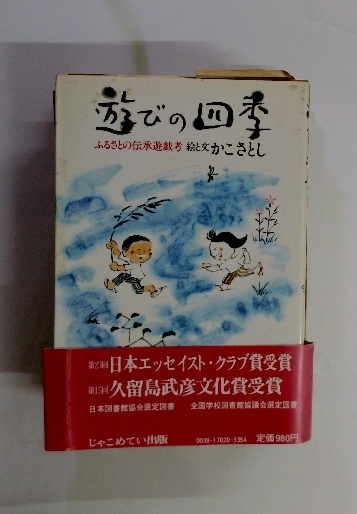 遊びの四季
ふるさとの伝承遊戯考 絵と文 かこさとし
第23回 日本エッセイスト・クラブ賞受賞
第15回 久留島武彦文化賞受賞
日本図書館協会選定図書 全国学校図書館協議会選定図書
じゃこめてい出版 0039-17020-3354 定価980円